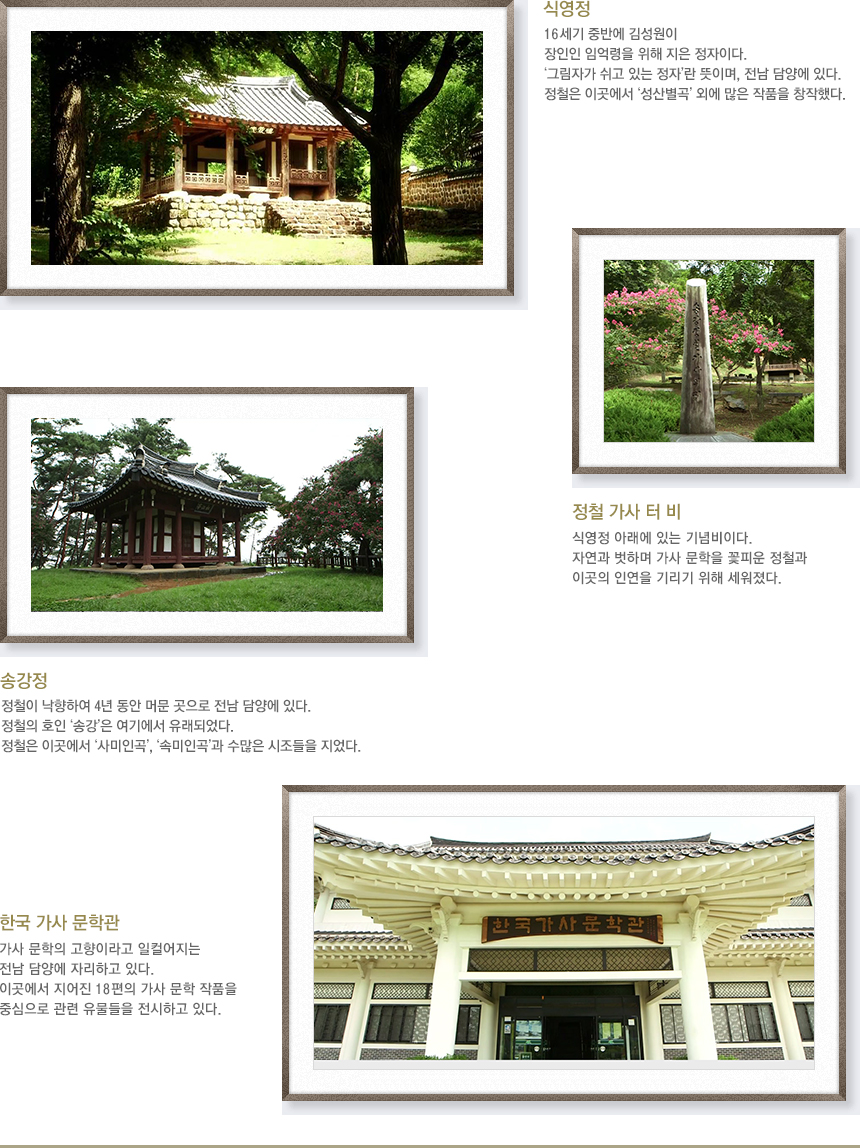 식영정
16세기 중반에 김성원이
장인인 임억령을 위해 지은 정자이다.
‘그림자가 쉬고 있는 정자’란 뜻이며, 전남 담양에 있다.
정철은 이곳에서 ‘성산별곡’ 외에 많은 작품을 창작했다.
정철 가사 터 비
식영정 아래에 있는 기념비이다.
자연과 벗하며 가사 문학을 꽃피운 정철과
이곳의 인연을 기리기 위해 세워졌다.
송강정
정철이 낙향하여 4년 동안 머문 곳으로 전남 담양에 있다.
정철의 호인 ‘송강’은 여기에서 유래되었다.
정철은 이곳에서 ‘사미인곡’, ‘속미인곡’과 수많은 시조들을 지었다.
한국 가사 문학관
가사 문학의 고향이라고 일컬어지는
전남 담양에 자리하고 있다.
이곳에서 지어진 18편의 가사 문학 작품을
중심으로 관련 유물들을 전시하고 있다.
한국가사문학관